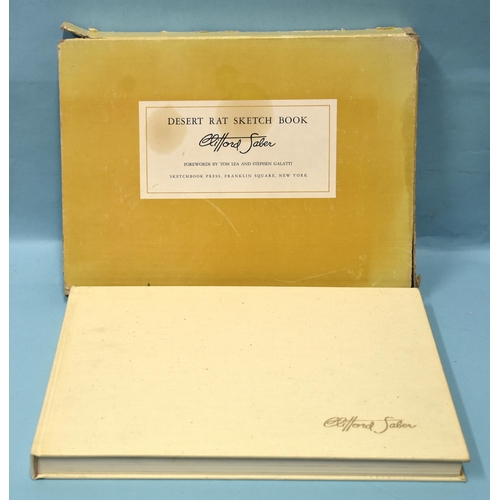 DESERT RAT SKETCH BOOK
Clifford Saber
FOREWORDS BY TOM LEA AND STEPHEN GALATTI
SKETCHBOOK PRESS, FRANKLIN SQUARE, NEW YORK
Clifford Saber